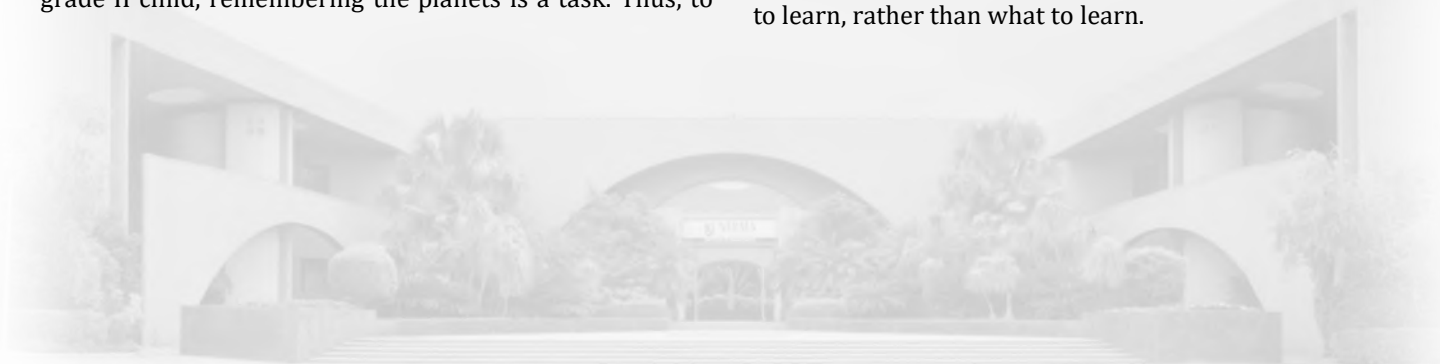 grade II child, remembering the planets is a task. Thus, to
to learn, rather than what to learn.